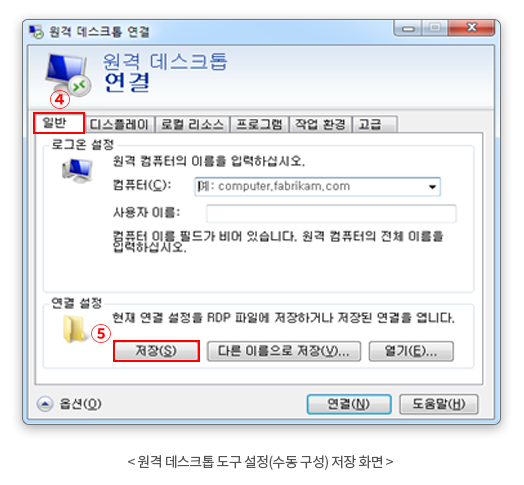 원격 데스크톱 연결
원격 데스크톱
연결
④
일반 디스플레이 로컬 리소스 프로그램 작업 환경 고급
로그온 설정
원격 컴퓨터의 이름을 입력하십시오.
컴퓨터(C): 예: computer.fabrikam.com
사용자 이름:
컴퓨터 이름 필드가 비어 있습니다. 원격 컴퓨터의 전체 이름을
입력하십시오.
연결 설정
현재 연결 설정을 RDP 파일에 저장하거나 저장된 연결을 엽니다.
⑤
저장(S) 다른 이름으로 저장(V)... 열기(E)...
옵션(O) 연결(N) 도움말(H)
< 원격 데스크톱 도구 설정(수동 구성) 저장 화면 >